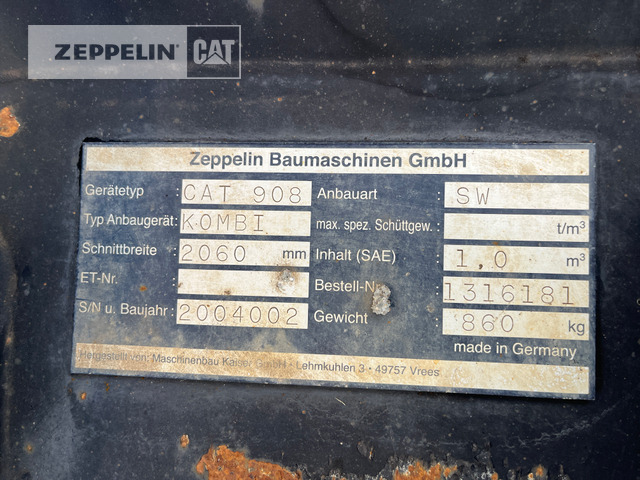 ZEPPELIN CAT
Zeppelin Baumaschinen GmbH
Gerätetyp : CAT 908 Anbauart : SW
Typ Anbaugerät : KOMBI max. spez. Schüttgew. : t/m³
Schnittbreite : 2060 mm Inhalt (SAE) : 1,0 m³
ET-Nr. : Bestell-Nr. 1316181
S/N u. Baujahr : 2004002 Gewicht : 860 kg
made in Germany
Hergestellt von: Maschinenbau Kaiser GmbH • Lehmkuhlen 3 • 49757 Vrees